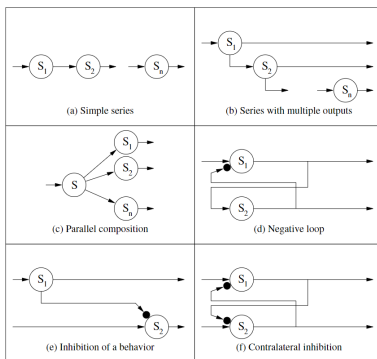 S1 S2 Sn
(a) Simple series
S1
S2
Sn
(b) Series with multiple outputs
S1
S S2
Sn
(c) Parallel composition
S1
S2
(d) Negative loop
S1
S2
(e) Inhibition of a behavior
S1
S2
(f) Contralateral inhibition